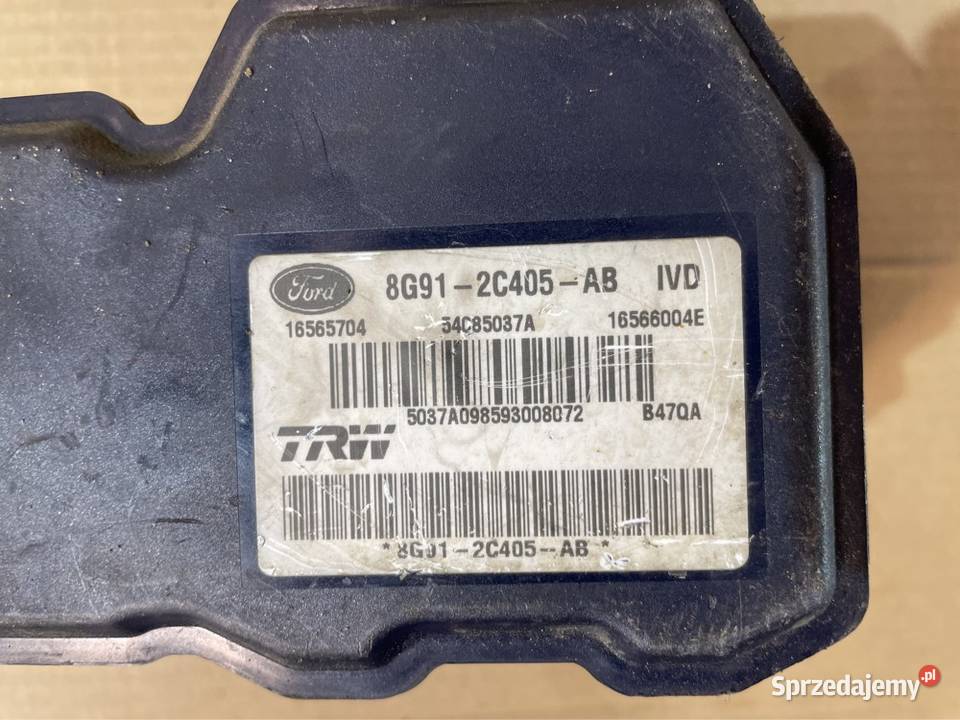 Ford 8G91-2C405-AB IVD
16565704 54C85037A 16566004E
5037A098593008072 B47QA
TRW
*8G91-2C405-AB*
Sprzedajemy.pl